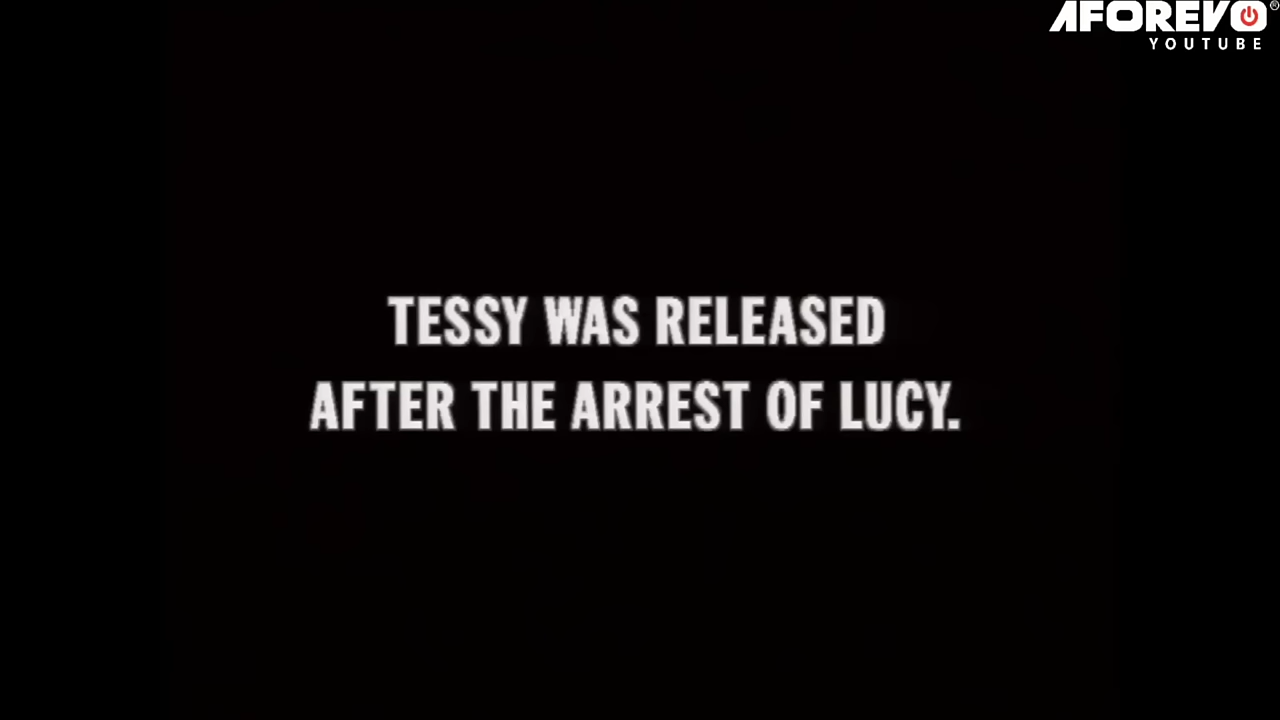 AFOREVO®
YOUTUBE
TESSY WAS RELEASED
AFTER THE ARREST OF LUCY.